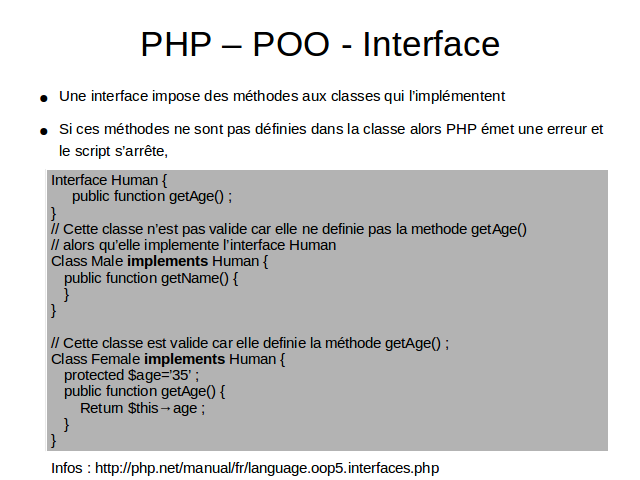 PHP – POO - Interface
● Une interface impose des méthodes aux classes qui l’implémentent
● Si ces méthodes ne sont pas définies dans la classe alors PHP émet une erreur et
le script s’arrête,
Interface Human {
public function getAge() ;
}
// Cette classe n’est pas valide car elle ne definie pas la methode getAge()
// alors qu’elle implemente l’interface Human
Class Male implements Human {
public function getName() {
}
}
// Cette classe est valide car elle definie la méthode getAge() ;
Class Female implements Human {
protected $age=’35’ ;
public function getAge() {
Return $this→age ;
}
}
Infos : http://php.net/manual/fr/language.oop5.interfaces.php